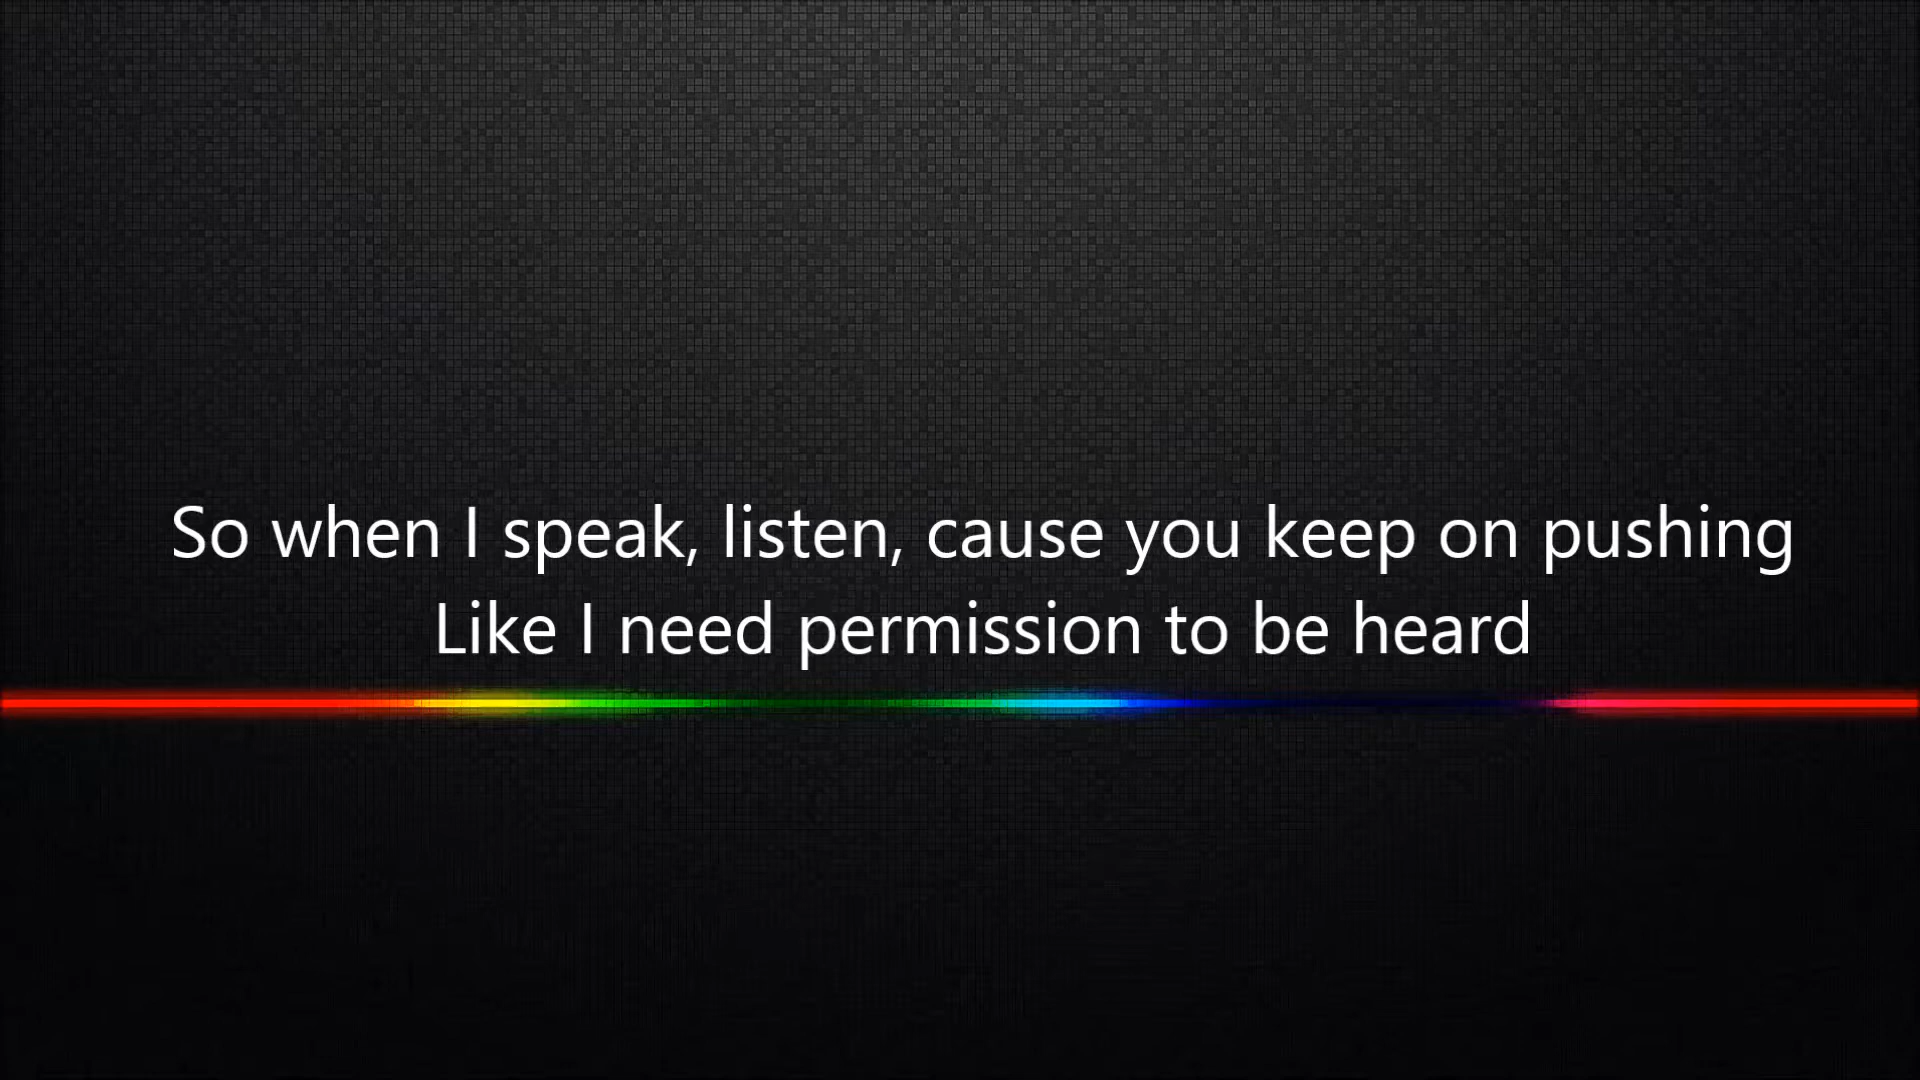 So when I speak, listen, cause you keep on pushing
Like I need permission to be heard